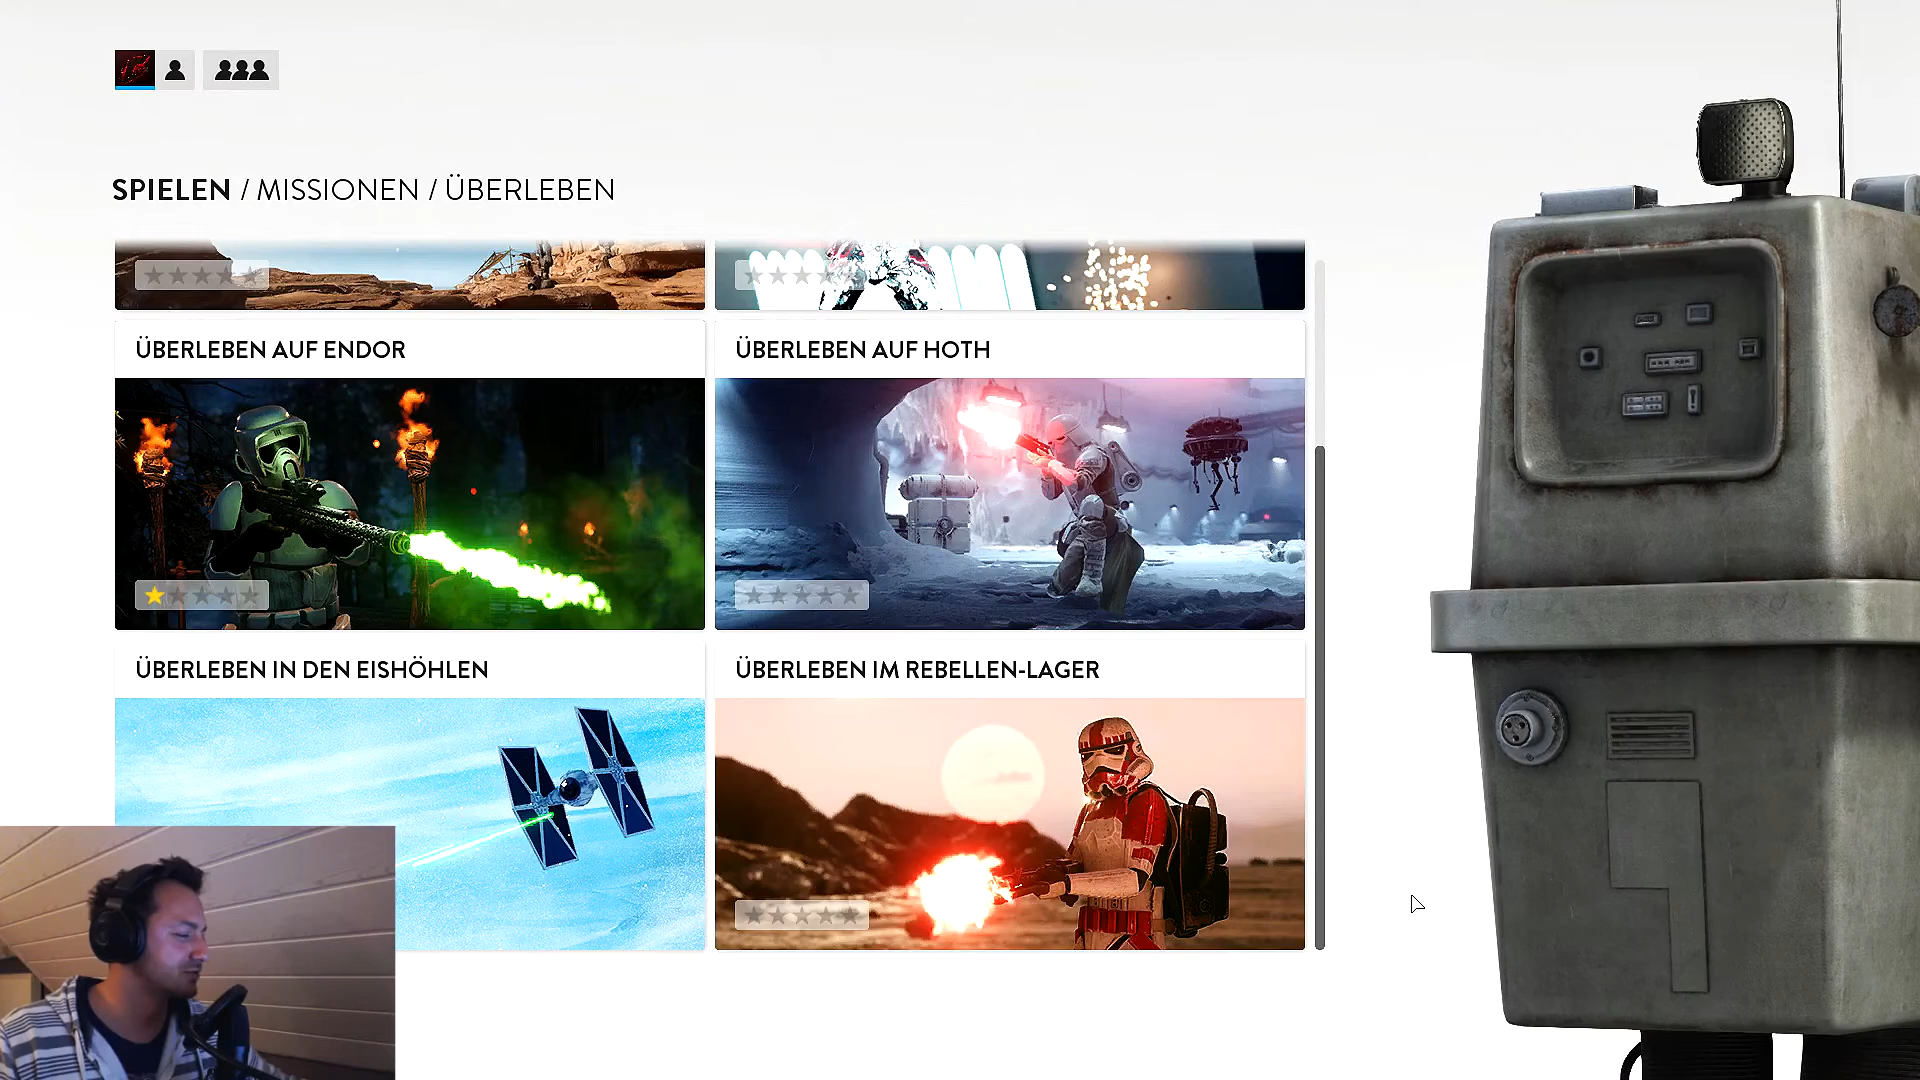 SPIELEN / MISSIONEN / ÜBERLEBEN
ÜBERLEBEN AUF ENDOR
ÜBERLEBEN AUF HOTH
ÜBERLEBEN IN DEN EISHÖHLEN
ÜBERLEBEN IM REBELLEN-LAGER